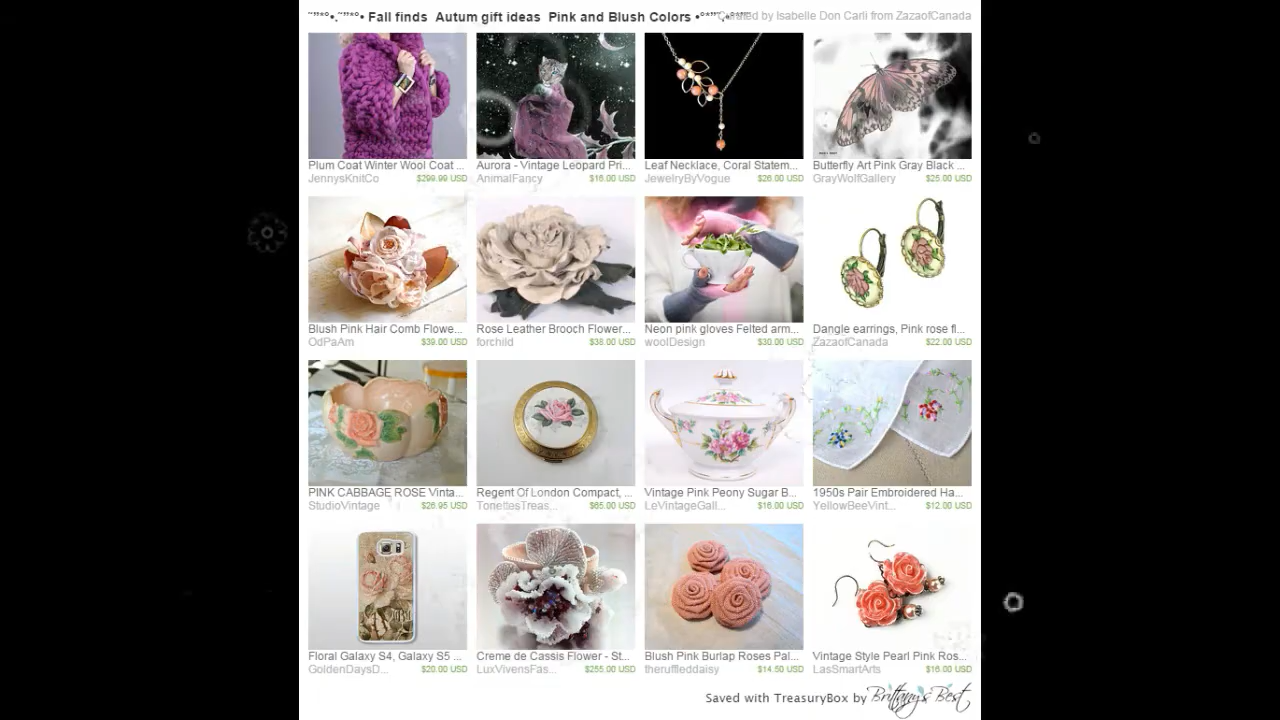 ˜”*°•.˜”*°• Fall finds Autum gift ideas Pink and Blush Colors •°*”˜.•°*”˜
Curated by Isabelle Don Carli from ZazaofCanada
Plum Coat Winter Wool Coat ...
JennysKnitCo $299.99 USD
Aurora - Vintage Leopard Pri...
AnimalFancy $16.00 USD
Leaf Necklace, Coral Statem...
JewelryByVogue $26.00 USD
Butterfly Art Pink Gray Black ...
GrayWolfGallery $25.00 USD
Blush Pink Hair Comb Flowe...
OdPaAm $39.00 USD
Rose Leather Brooch Flower...
forchild $38.00 USD
Neon pink gloves Felted arm...
woolDesign $30.00 USD
Dangle earrings, Pink rose fl...
ZazaofCanada $22.00 USD
PINK CABBAGE ROSE Vinta...
StudioVintage $26.95 USD
Regent Of London Compact, ...
TonettesTreas... $65.00 USD
Vintage Pink Peony Sugar B...
LeVintageGall... $16.00 USD
1950s Pair Embroidered Ha...
YellowBeeVint... $12.00 USD
Floral Galaxy S4, Galaxy S5 ...
GoldenDaysD... $20.00 USD
Creme de Cassis Flower - St...
LuxVivensFas... $255.00 USD
Blush Pink Burlap Roses Pal...
theruffleddaisy $14.50 USD
Vintage Style Pearl Pink Ros...
LasSmartArts $16.00 USD
Saved with TreasuryBox by Brittany's Best